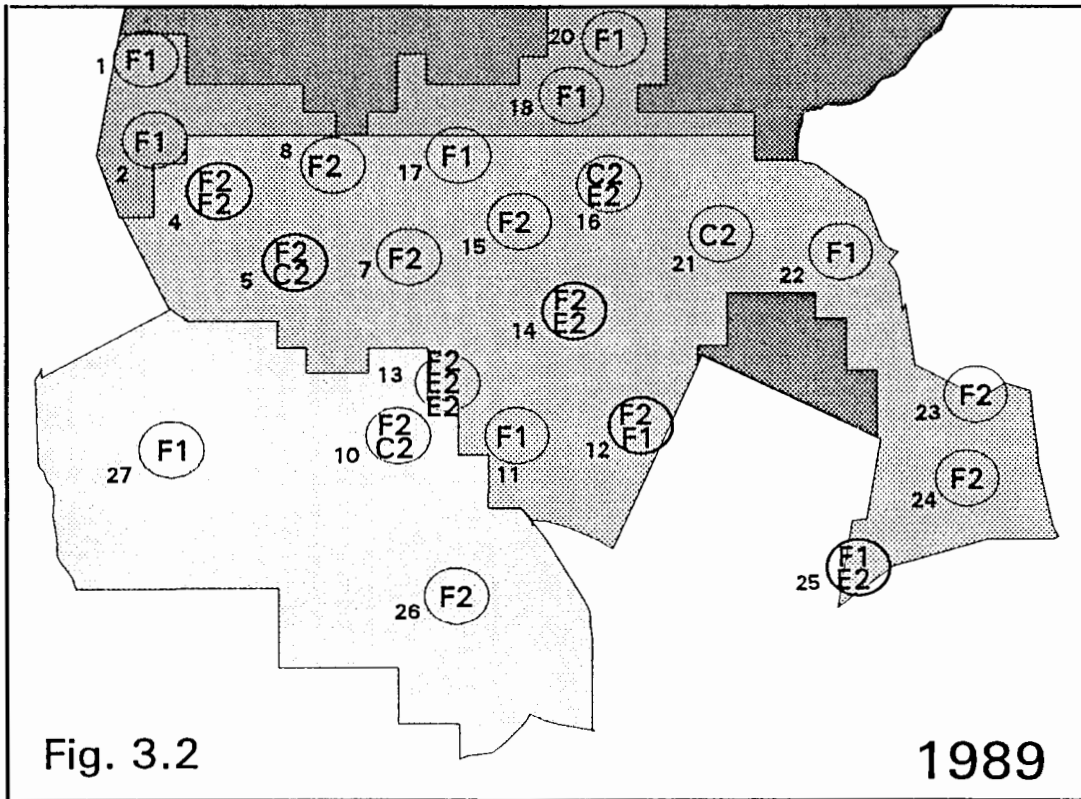 20 F1
1 F1
18 F1
2 F1
8 F2
17 F1
4 F2
F2
16 C2
E2
15 F2
21 C2
22 F1
5 F2
C2
7 F2
14 F2
E2
13 E2
E2
E2
23 F2
10 F2
C2
11 F1
12 F2
F1
27 F1
24 F2
25 F1
E2
26 F2
Fig. 3.2
1989